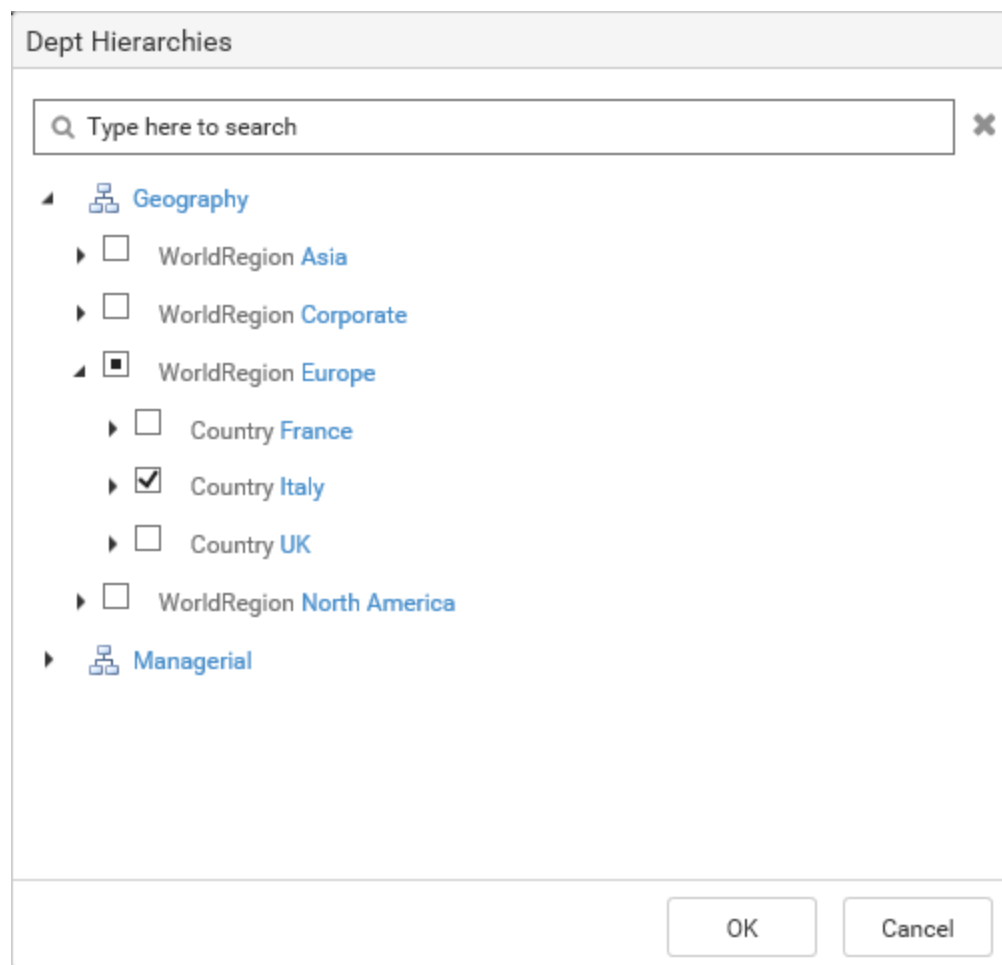 Dept Hierarchies
Type here to search
Geography
WorldRegion Asia
WorldRegion Corporate
WorldRegion Europe
Country France
Country Italy
Country UK
WorldRegion North America
Managerial
OK Cancel